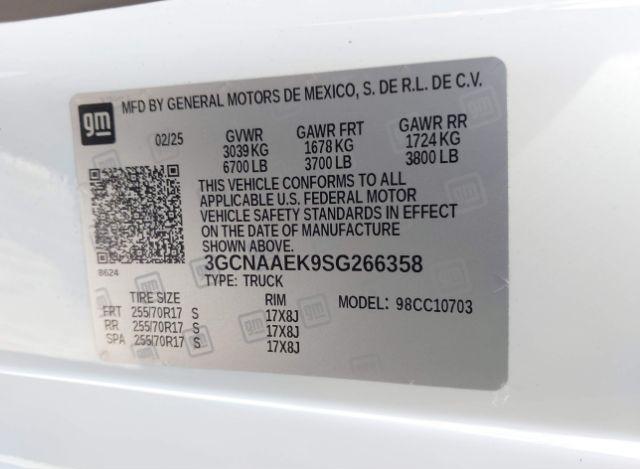 gm
MFD BY GENERAL MOTORS DE MEXICO, S. DE R.L. DE C.V.
02/25 GVWR GAWR FRT GAWR RR
3039 KG 1678 KG 1724 KG
6700 LB 3700 LB 3800 LB
THIS VEHICLE CONFORMS TO ALL
APPLICABLE U.S. FEDERAL MOTOR
VEHICLE SAFETY STANDARDS IN EFFECT
ON THE DATE OF MANUFACTURE
SHOWN ABOVE.
8624
3GCNAAEK9SG266358
TYPE: TRUCK
TIRE SIZE RIM MODEL: 98CC10703
FRT 255/70R17 S 17X8J
RR 255/70R17 S 17X8J
SPA 255/70R17 S 17X8J